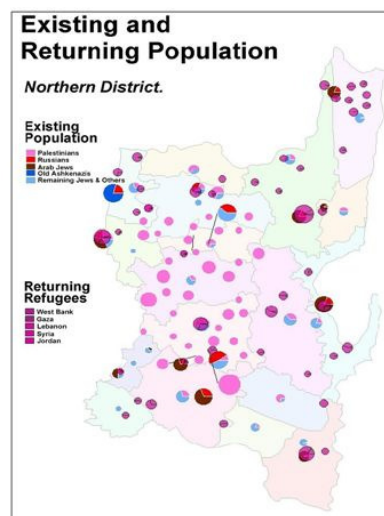 Existing and
Returning Population
Northern District.
Existing
Population
Palestinians
Russians
Arab Jews
Old Ashkenazis
Remaining Jews & Others
Returning
Refugees
West Bank
Gaza
Lebanon
Syria
Jordan